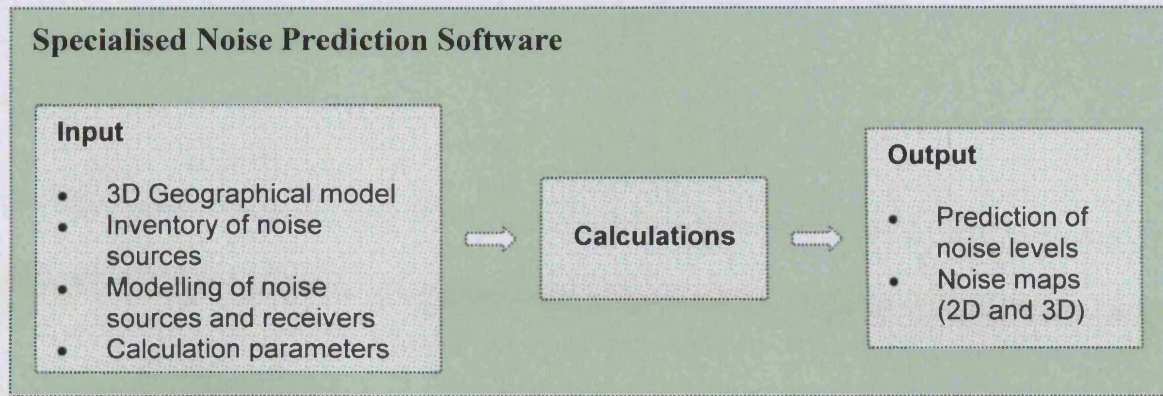 Specialised Noise Prediction Software
Input
• 3D Geographical model
• Inventory of noise
sources
• Modelling of noise
sources and receivers
• Calculation parameters
Calculations
Output
• Prediction of
noise levels
• Noise maps
(2D and 3D)